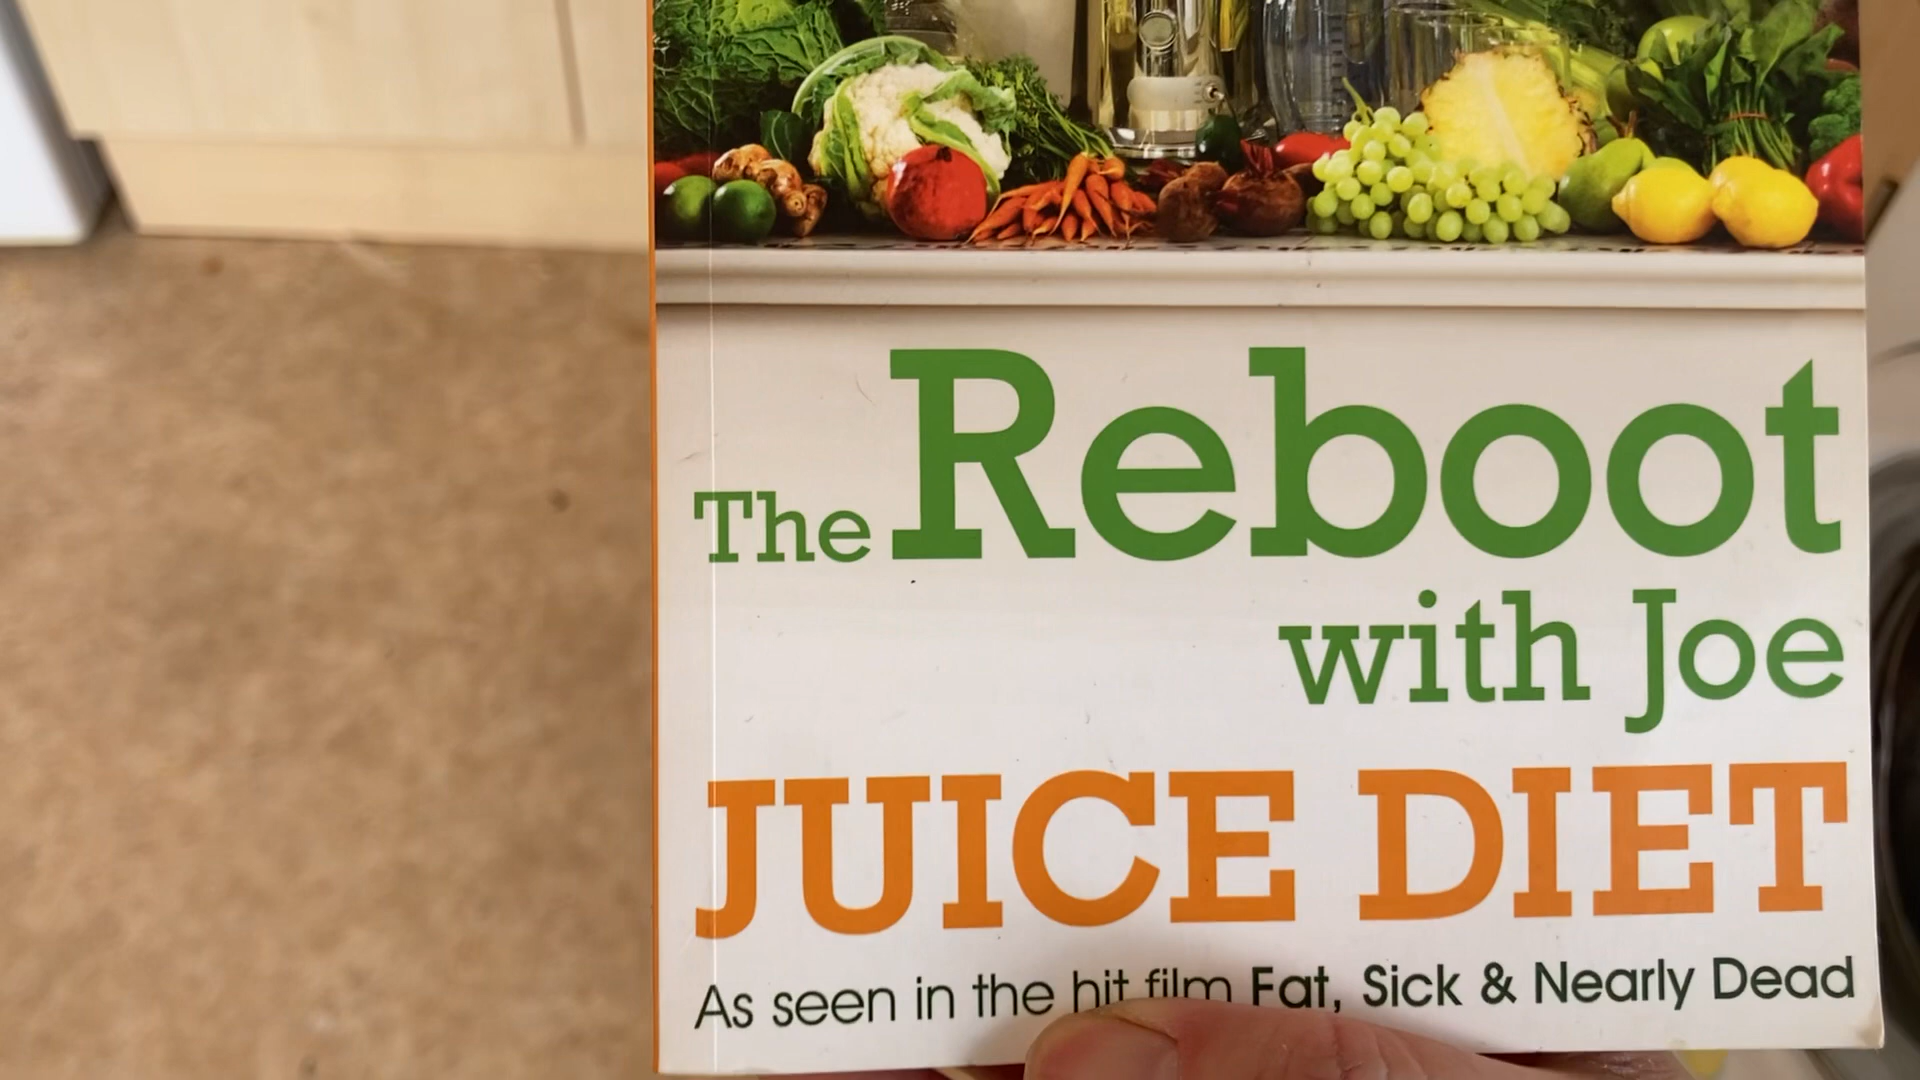 The Reboot
with Joe
JUICE DIET
As seen in the hit film Fat, Sick & Nearly Dead